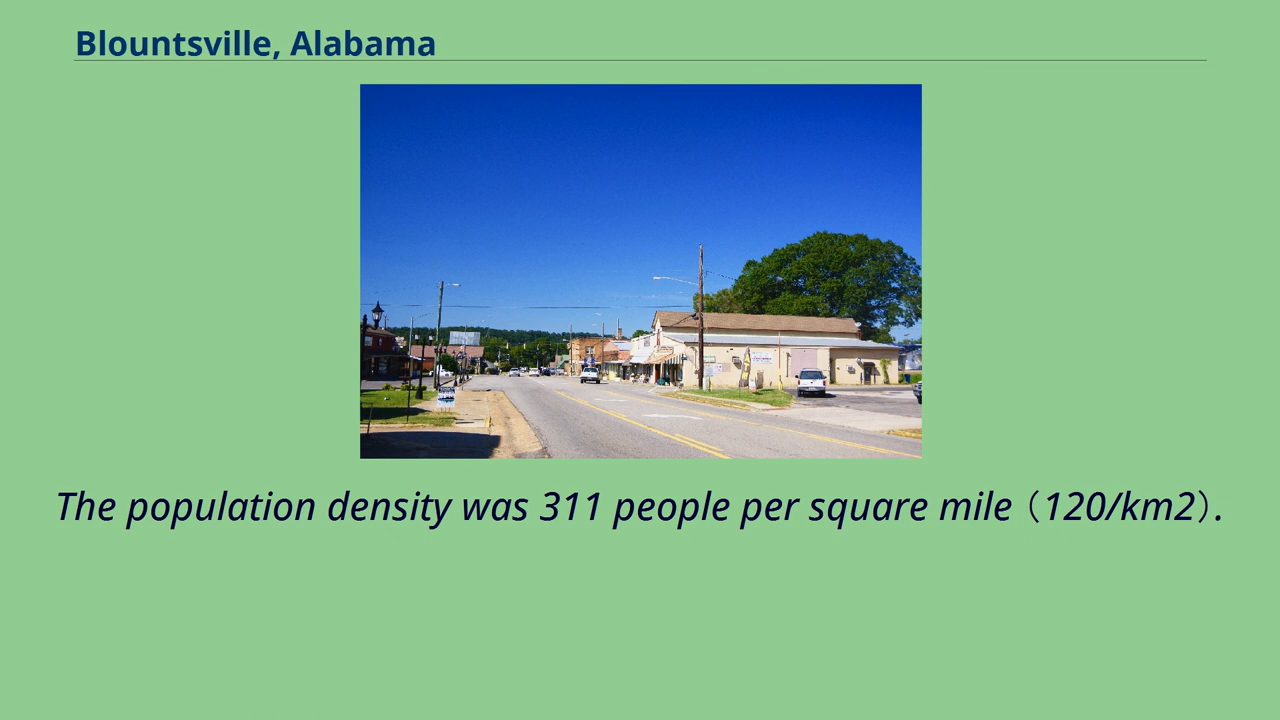 Blountsville, Alabama
The population density was 311 people per square mile（120/km2）.